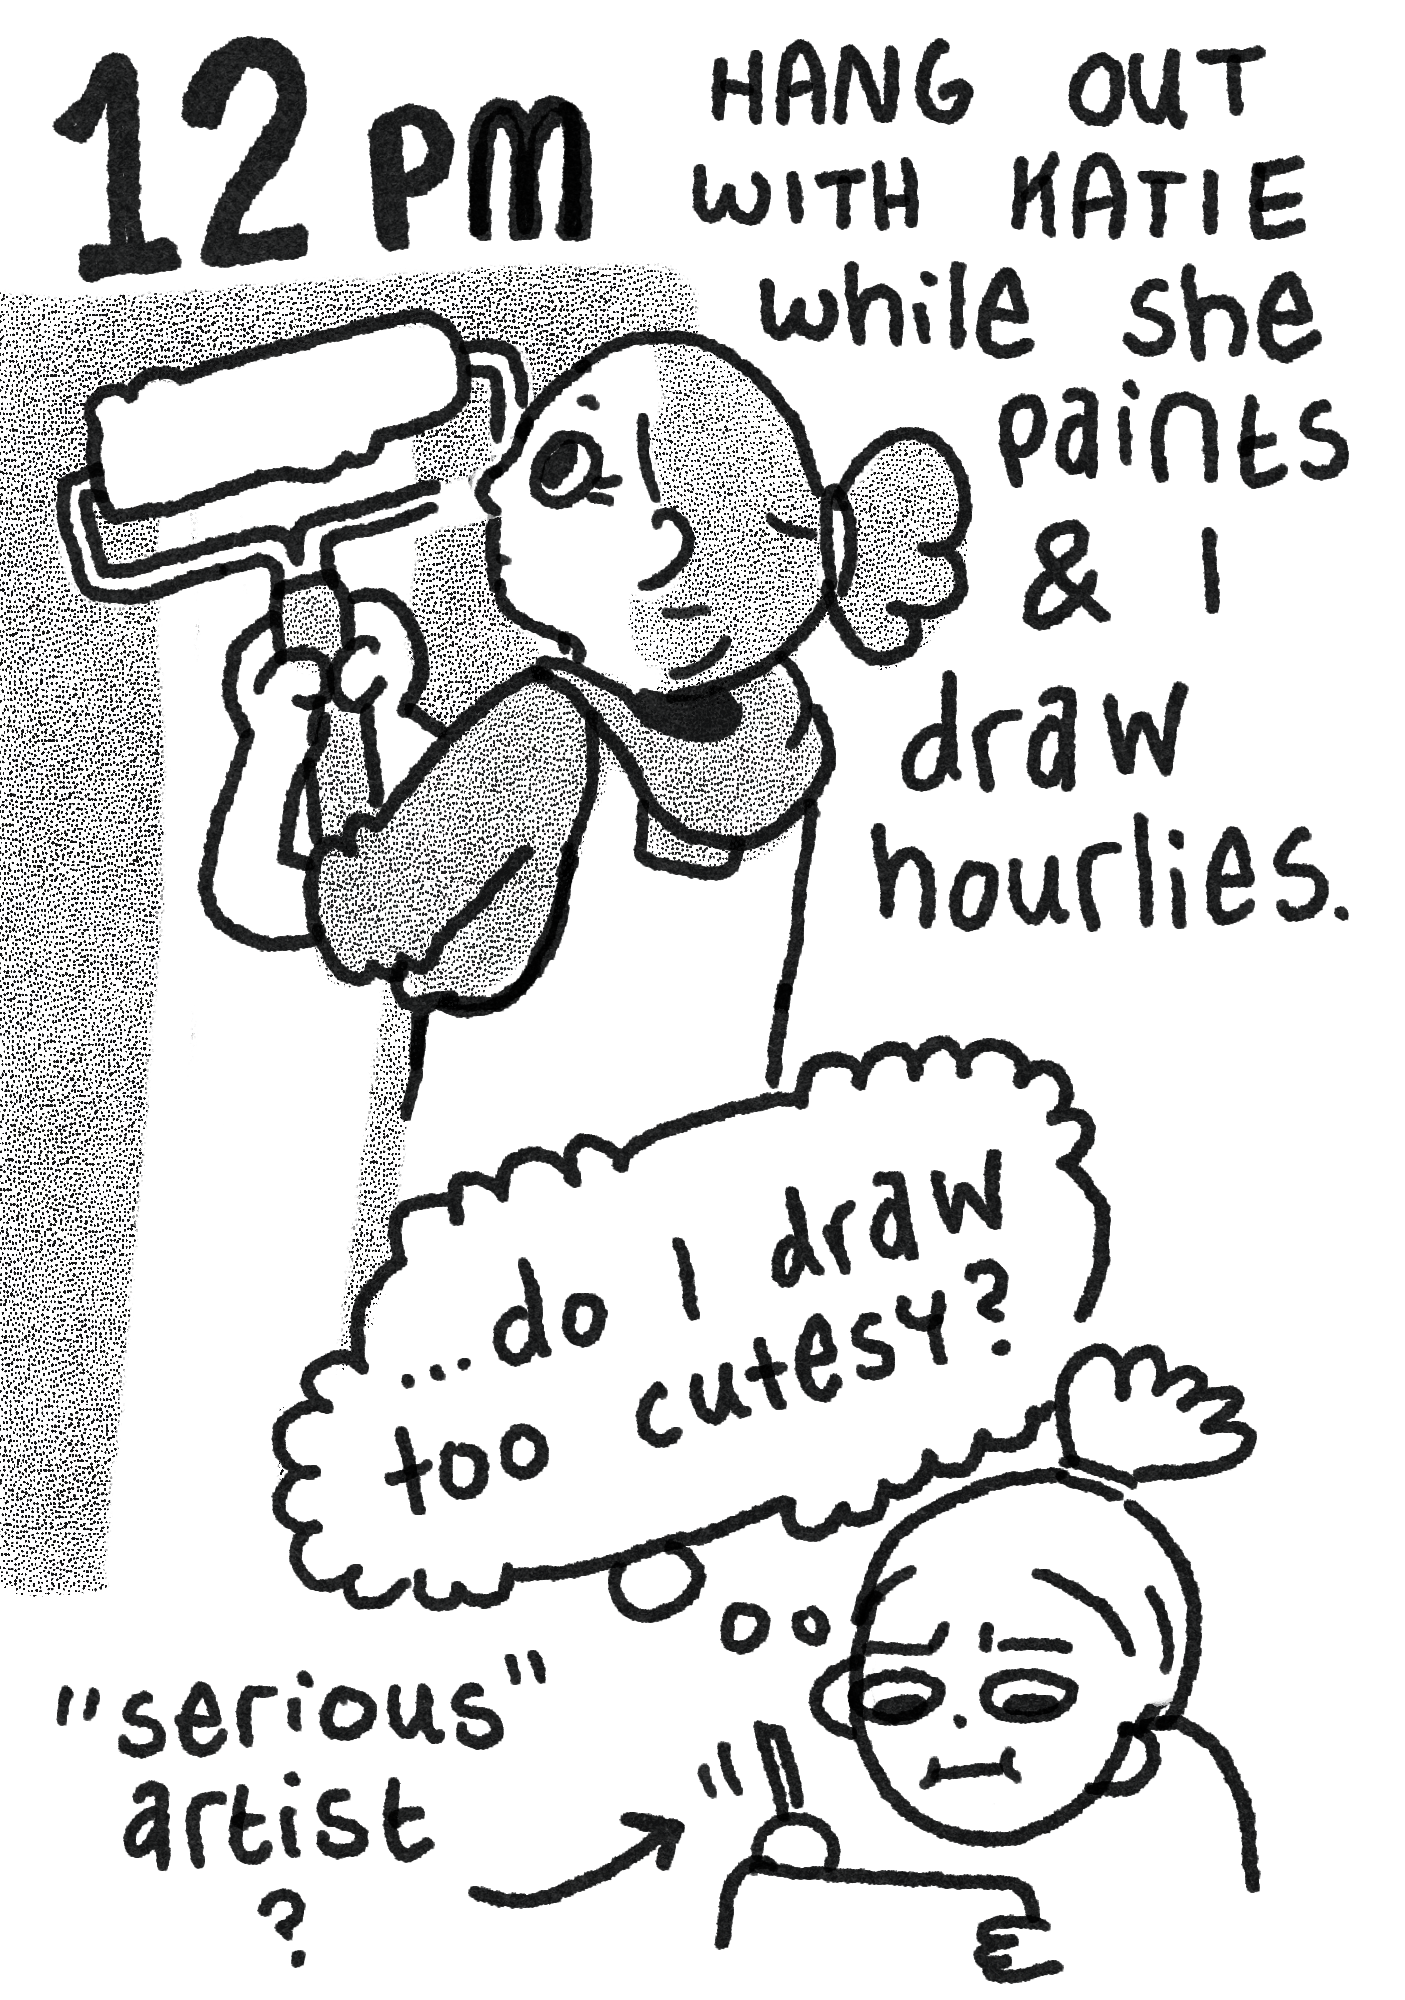 12 pm
HANG OUT
WITH KATIE
while she
paints
& I
draw
hourlies.
...do I draw
too cutesy?
"serious"
artist
?